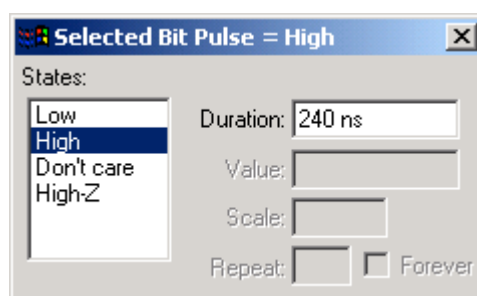 Selected Bit Pulse = High
States:
Low
High
Don't care
High-Z
Duration: 240 ns
Value:
Scale:
Repeat: Forever